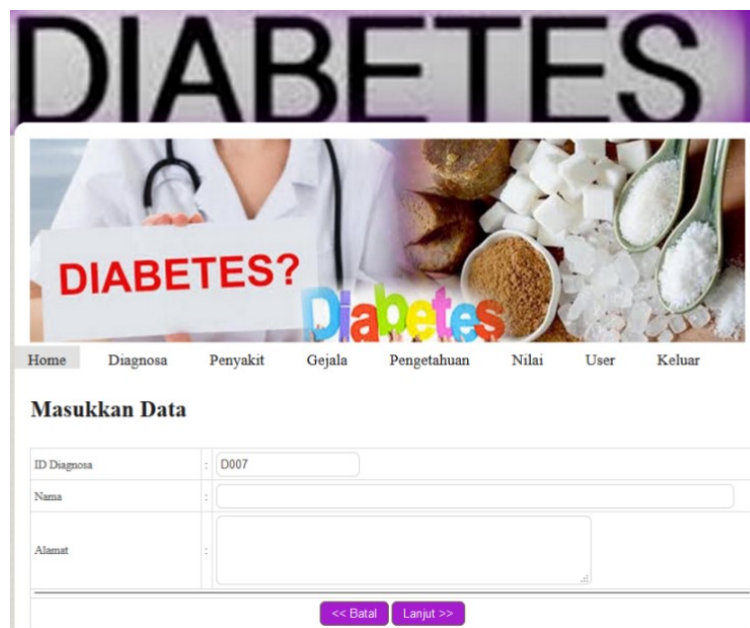 DIABETES
DIABETES?
Diabetes
Home Diagnosa Penyakit Gejala Pengetahuan Nilai User Keluar
Masukkan Data
ID Diagnosa : D007
Nama :
Alamat :
<< Batal Lanjut >>